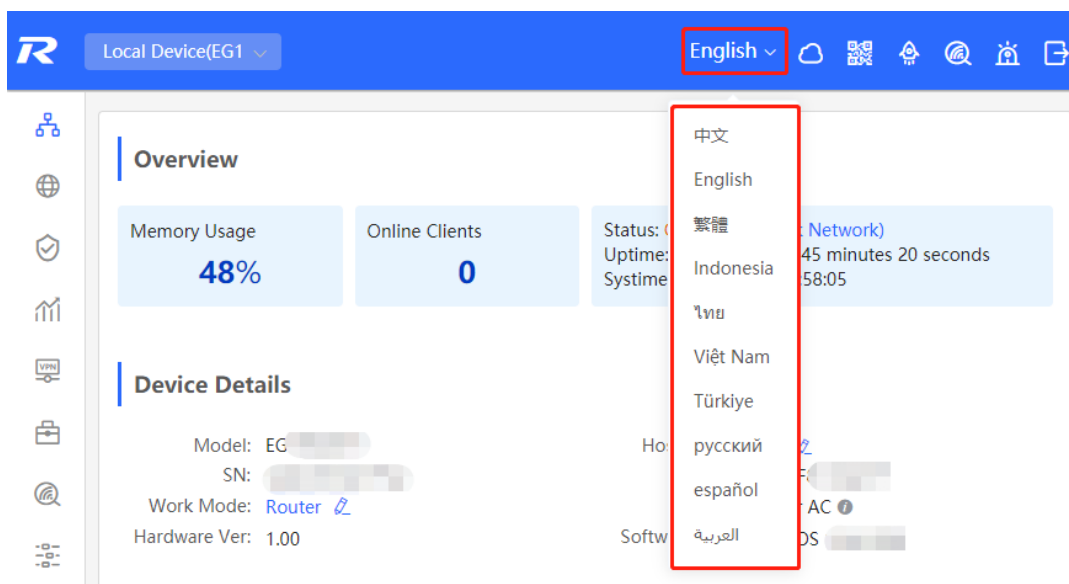 Local Device(EG1
English
中文
English
繁體
Indonesia
ไทย
Việt Nam
Türkiye
русский
español
العربية
Overview
Memory Usage
48%
Online Clients
0
Status:
Network)
Uptime: 45 minutes 20 seconds
Systime :58:05
Device Details
Model: EG
SN:
Work Mode: Router
Hardware Ver: 1.00
Ho
AC
Softw
OS
VPN